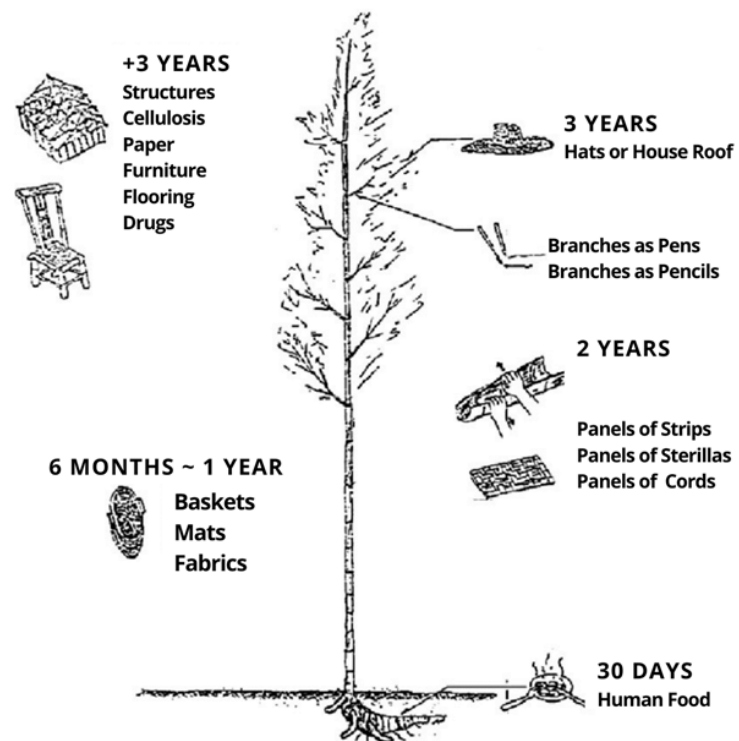 +3 YEARS
Structures
Cellulosis
Paper
Furniture
Flooring
Drugs
3 YEARS
Hats or House Roof
Branches as Pens
Branches as Pencils
2 YEARS
Panels of Strips
Panels of Sterillas
Panels of Cords
6 MONTHS ~ 1 YEAR
Baskets
Mats
Fabrics
30 DAYS
Human Food